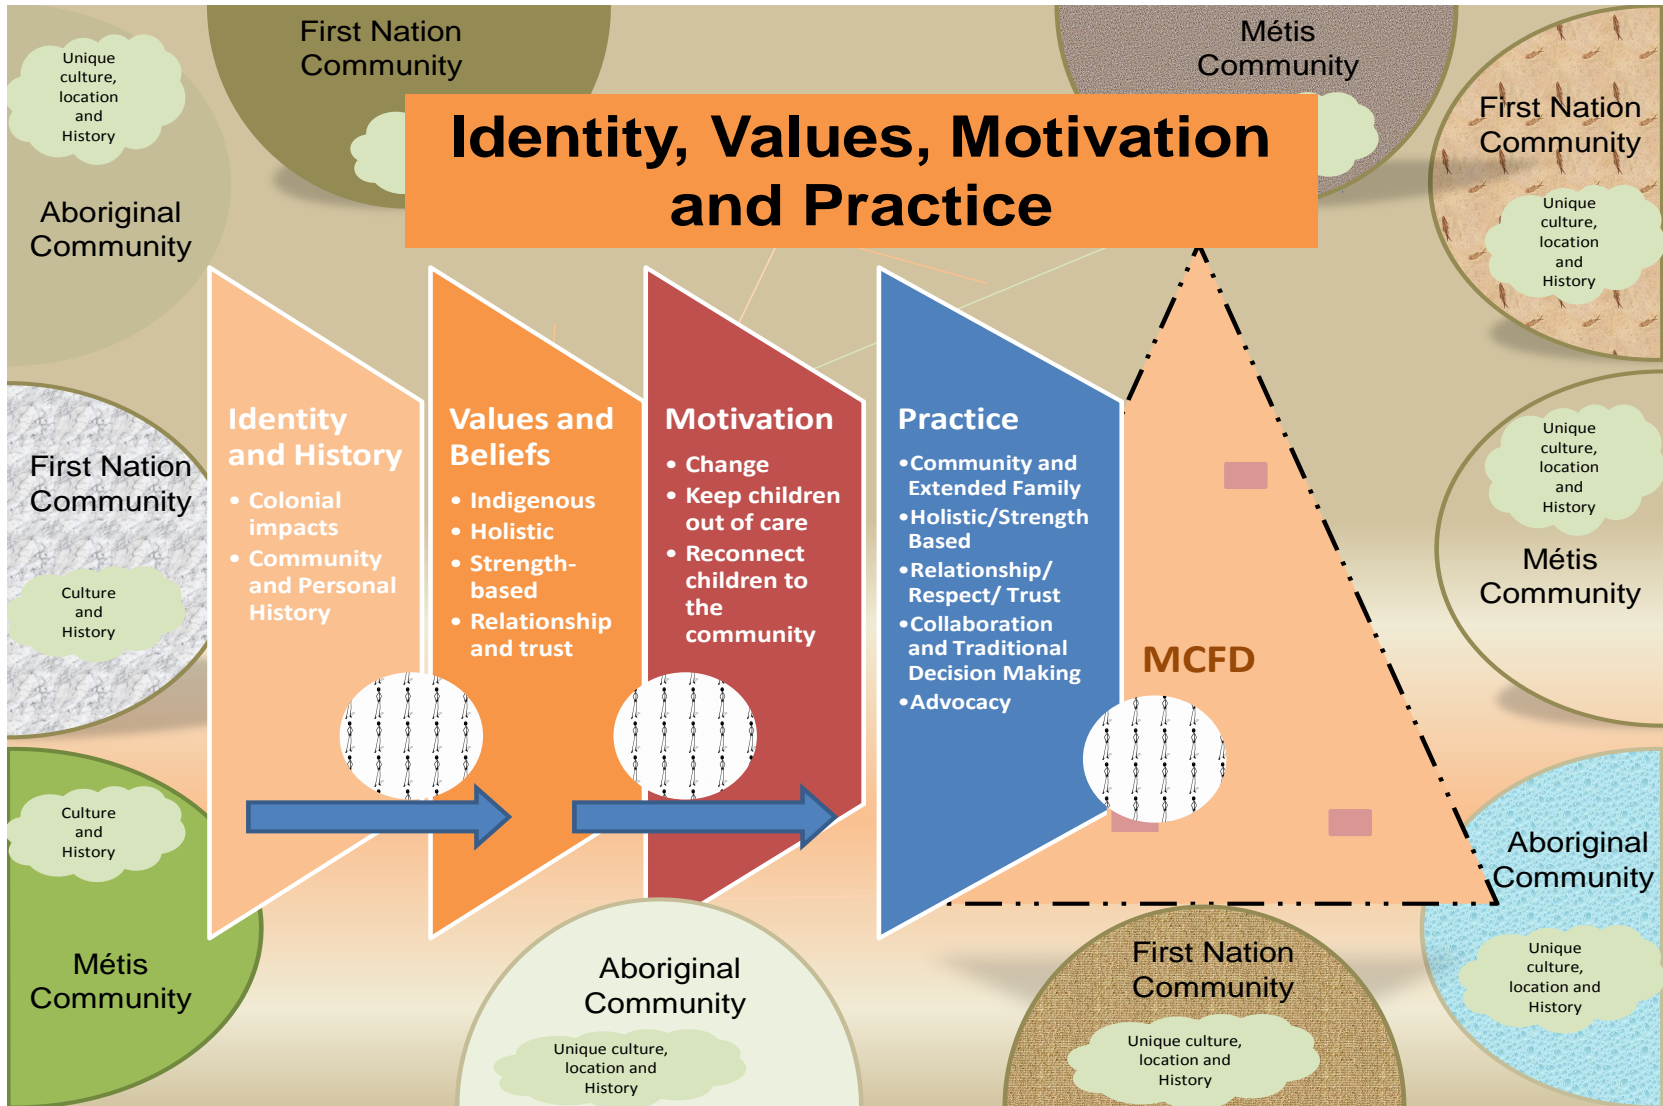 First Nation
Community
Métis
Community
Unique
culture,
location
and
History
Aboriginal
Community
Identity, Values, Motivation
and Practice
First Nation
Community
Unique
culture,
location
and
History
Identity
and History
• Colonial
impacts
• Community
and Personal
History
Values and
Beliefs
• Indigenous
• Holistic
• Strength-
based
• Relationship
and trust
Motivation
• Change
• Keep children
out of care
• Reconnect
children to
the
community
Practice
•Community and
Extended Family
•Holistic/Strength
Based
•Relationship/
Respect/ Trust
•Collaboration
and Traditional
Decision Making
•Advocacy
MCFD
First Nation
Community
Culture
and
History
Unique
culture,
location
and
History
Métis
Community
Culture
and
History
Métis
Community
Aboriginal
Community
Unique culture,
location and
History
First Nation
Community
Unique culture,
location and
History
Aboriginal
Community
Unique
culture,
location and
History